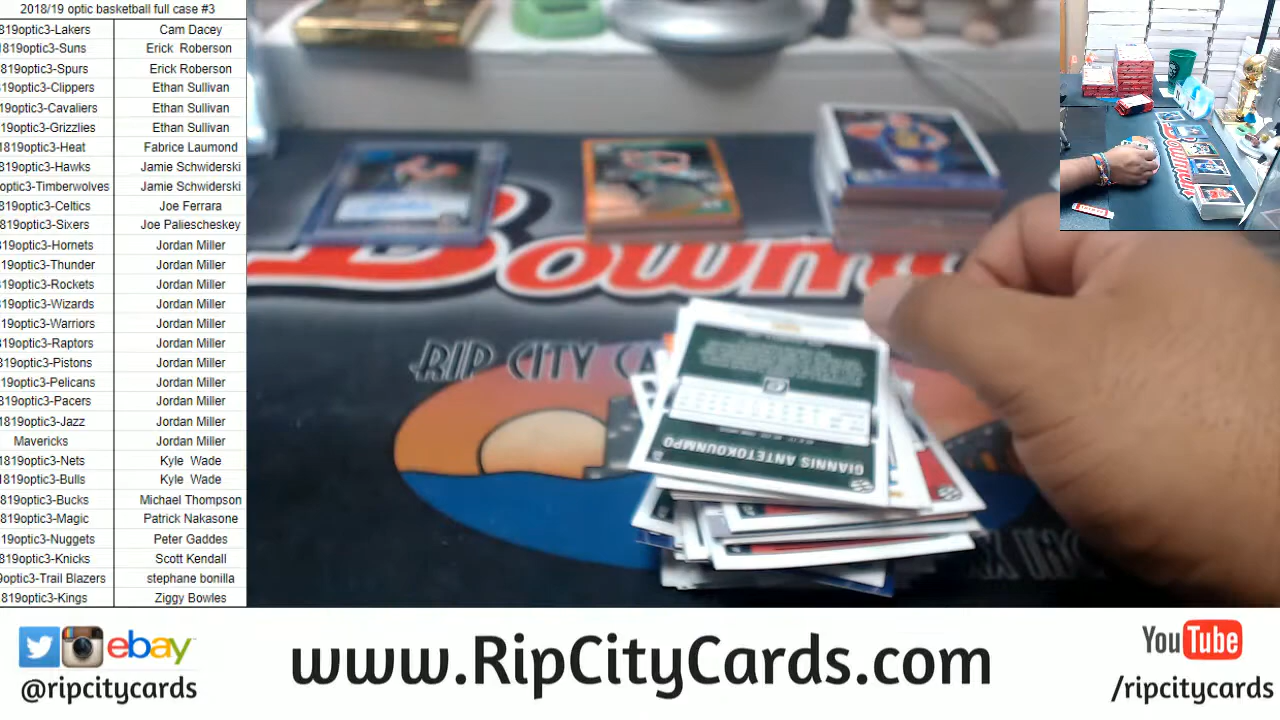 2018/19 optic basketball full case #3
819optic3-Lakers Cam Dacey
1819optic3-Suns Erick Roberson
819optic3-Spurs Erick Roberson
819optic3-Clippers Ethan Sullivan
19optic3-Cavaliers Ethan Sullivan
19optic3-Grizzlies Ethan Sullivan
1819optic3-Heat Fabrice Laumond
819optic3-Hawks Jamie Schwiderski
optic3-Timberwolves Jamie Schwiderski
819optic3-Celtics Joe Ferrara
819optic3-Sixers Joe Paliescheskey
819optic3-Hornets Jordan Miller
19optic3-Thunder Jordan Miller
19optic3-Rockets Jordan Miller
19optic3-Wizards Jordan Miller
19optic3-Warriors Jordan Miller
19optic3-Raptors Jordan Miller
819optic3-Pistons Jordan Miller
19optic3-Pelicans Jordan Miller
819optic3-Pacers Jordan Miller
1819optic3-Jazz Jordan Miller
Mavericks Jordan Miller
1819optic3-Nets Kyle Wade
1819optic3-Bulls Kyle Wade
819optic3-Bucks Michael Thompson
819optic3-Magic Patrick Nakasone
19optic3-Nuggets Peter Gaddes
819optic3-Knicks Scott Kendall
9optic3-Trail Blazers stephane bonilla
819optic3-Kings Ziggy Bowles
Bowm
RIP CITY CA
GIANNIS ANTETOKOUNMPO
Bowman
ebay
@ripcitycards
www.RipCityCards.com
YouTube
/ripcitycards